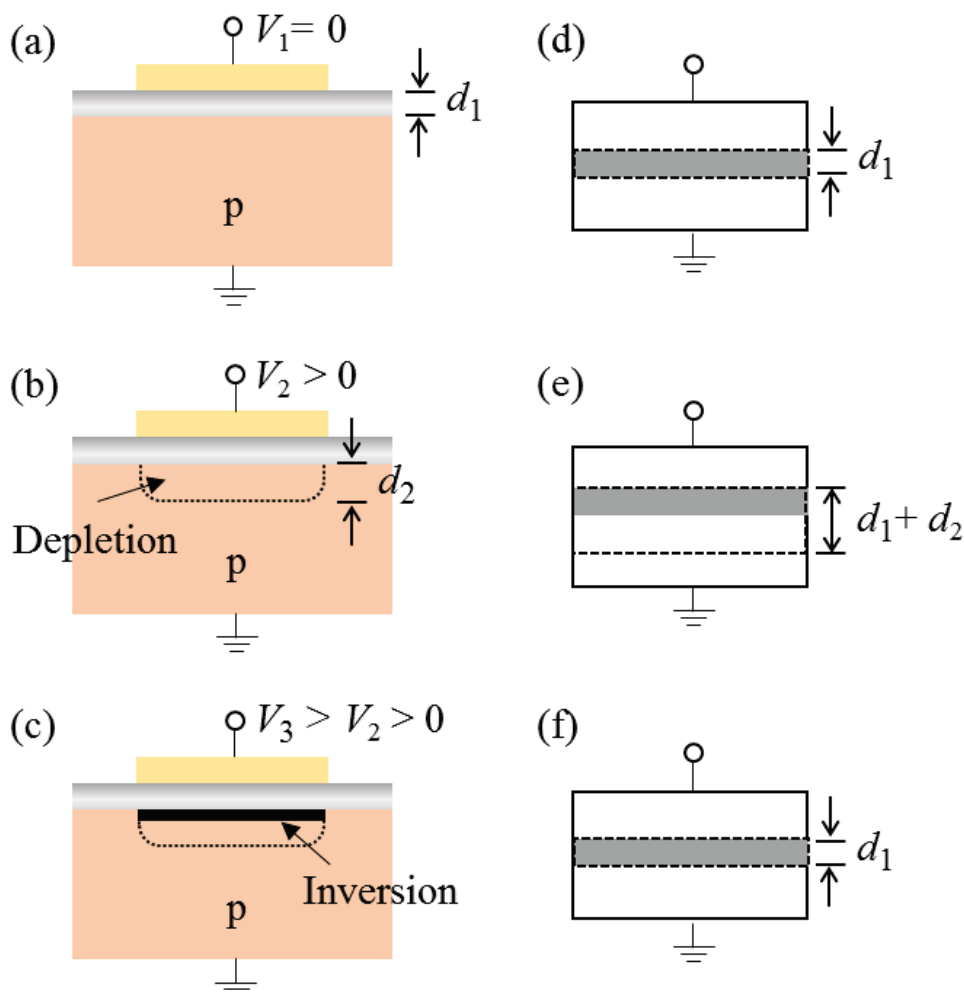 (a)
V₁= 0
d₁
p
(d)
d₁
(b)
V₂ > 0
d₂
Depletion
p
(e)
d₁+ d₂
(c)
V₃ > V₂ > 0
Inversion
p
(f)
d₁